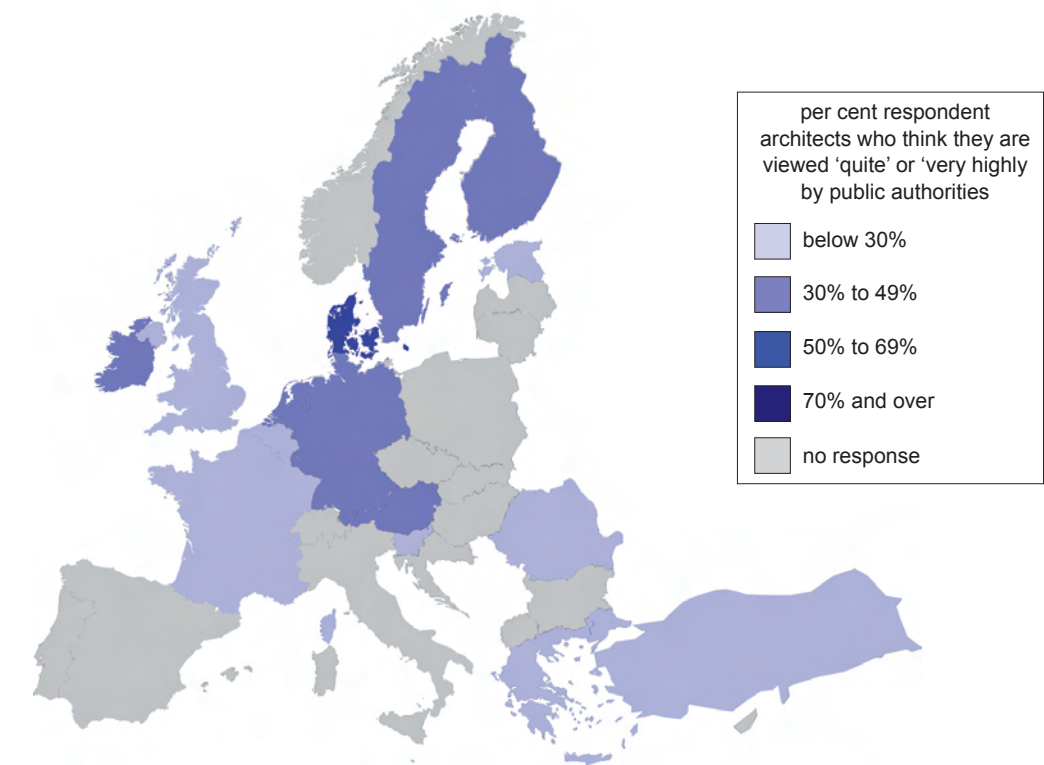 per cent respondent
architects who think they are
viewed ‘quite’ or ‘very highly
by public authorities
below 30%
30% to 49%
50% to 69%
70% and over
no response